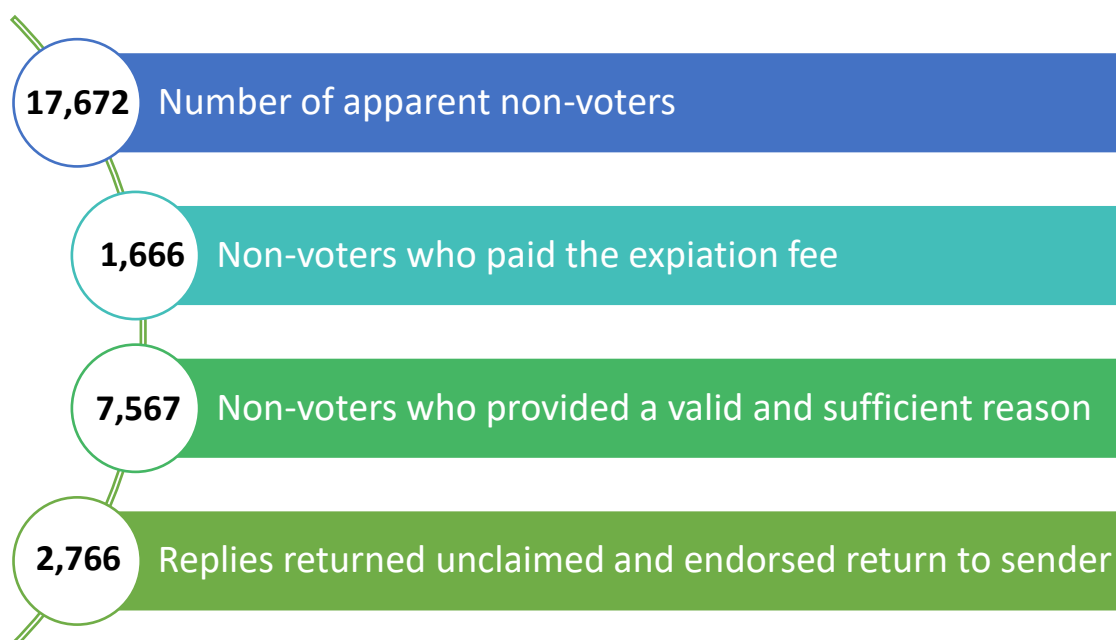 17,672 Number of apparent non-voters
1,666 Non-voters who paid the expiation fee
7,567 Non-voters who provided a valid and sufficient reason
2,766 Replies returned unclaimed and endorsed return to sender